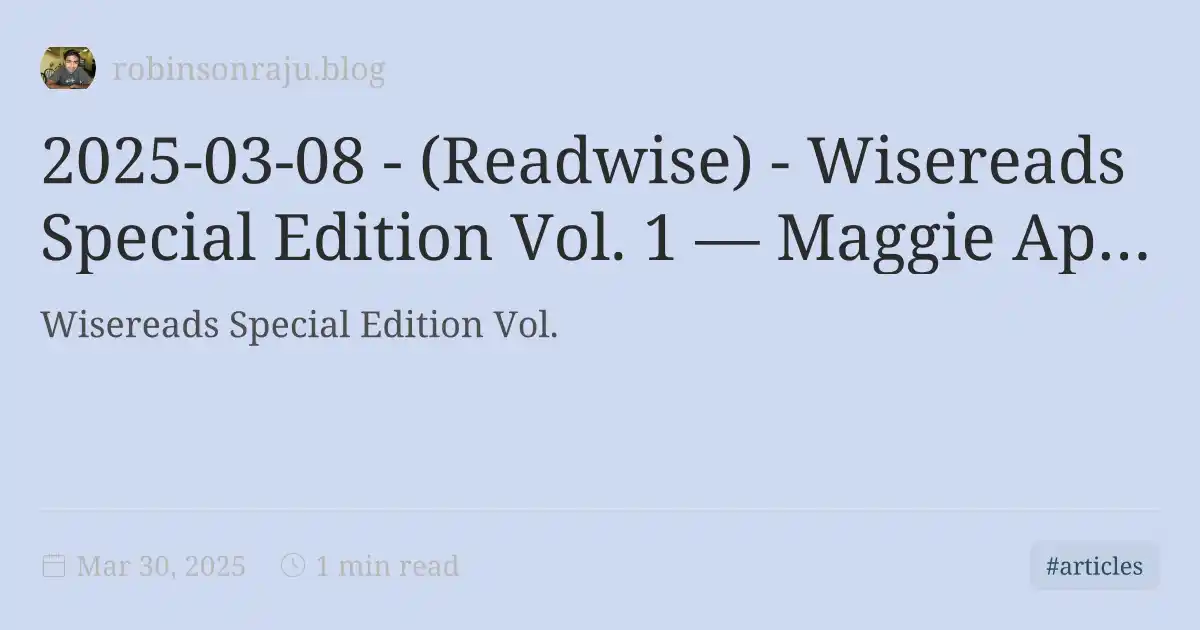 robinsonraju.blog
2025-03-08 - (Readwise) - Wisereads
Special Edition Vol. 1 — Maggie Ap...
Wisereads Special Edition Vol.
Mar 30, 2025 1 min read #articles